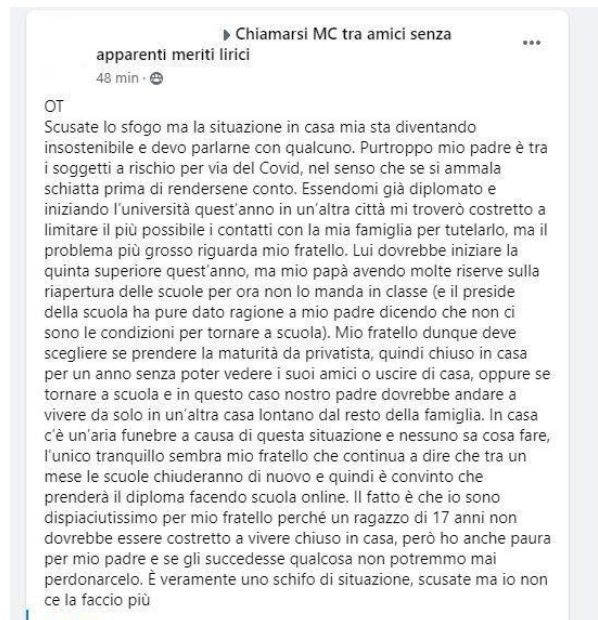 Chiamarsi MC tra amici senza
apparenti meriti lirici
48 min ·
OT
Scusate lo sfogo ma la situazione in casa mia sta diventando
insostenibile e devo parlarne con qualcuno. Purtroppo mio padre è tra
i soggetti a rischio per via del Covid, nel senso che se si ammala
schiatta prima di rendersene conto. Essendomi già diplomato e
iniziando l'università quest'anno in un'altra città mi troverò costretto a
limitare il più possibile i contatti con la mia famiglia per tutelarlo, ma il
problema più grosso riguarda mio fratello. Lui dovrebbe iniziare la
quinta superiore quest'anno, ma mio papà avendo molte riserve sulla
riapertura delle scuole per ora non lo manda in classe (e il preside
della scuola ha pure dato ragione a mio padre dicendo che non ci
sono le condizioni per tornare a scuola). Mio fratello dunque deve
scegliere se prendere la maturità da privatista, quindi chiuso in casa
per un anno senza poter vedere i suoi amici o uscire di casa, oppure se
tornare a scuola e in questo caso nostro padre dovrebbe andare a
vivere da solo in un'altra casa lontano dal resto della famiglia. In casa
c'è un'aria funebre a causa di questa situazione e nessuno sa cosa fare,
l'unico tranquillo sembra mio fratello che continua a dire che tra un
mese le scuole chiuderanno di nuovo e quindi è convinto che
prenderà il diploma facendo scuola online. Il fatto è che io sono
dispiaciutissimo per mio fratello perché un ragazzo di 17 anni non
dovrebbe essere costretto a vivere chiuso in casa, però ho anche paura
per mio padre e se gli succedesse qualcosa non potremmo mai
perdonarcelo. È veramente uno schifo di situazione, scusate ma io non
ce la faccio più